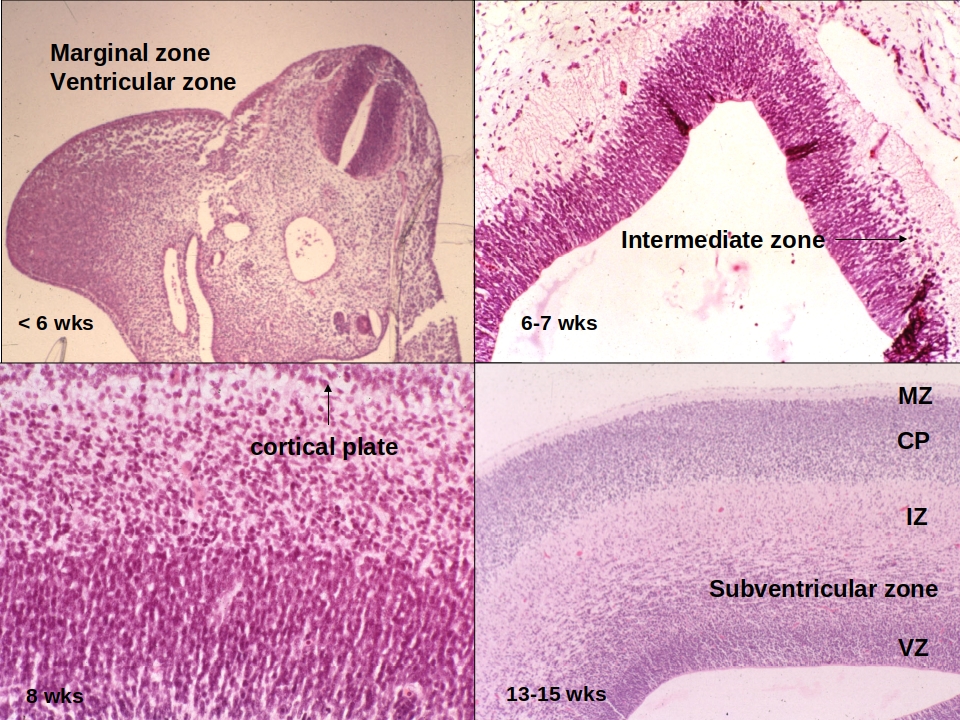 Marginal zone
Ventricular zone
< 6 wks
Intermediate zone
6-7 wks
cortical plate
8 wks
MZ
CP
IZ
Subventricular zone
VZ
13-15 wks